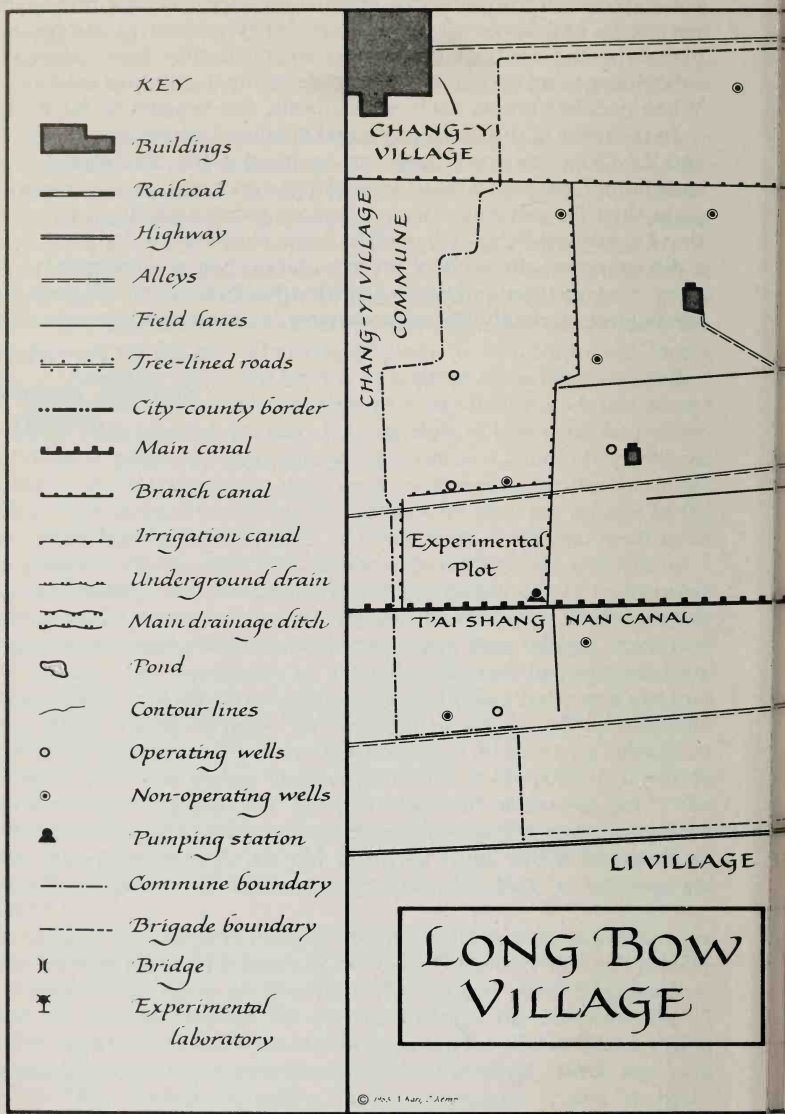 KEY
Buildings
Railroad
Highway
Alleys
Field lanes
Tree-lined roads
City-county border
Main canal
Branch canal
Irrigation canal
Underground drain
Main drainage ditch
Pond
Contour lines
Operating wells
Non-operating wells
Pumping station
Commune boundary
Brigade boundary
Bridge
Experimental
laboratory
CHANG-YI
VILLAGE
CHANG-YI VILLAGE
COMMUNE
Experimental
Plot
T'AI SHANG NAN CANAL
LI VILLAGE
LONG BOW
VILLAGE
©